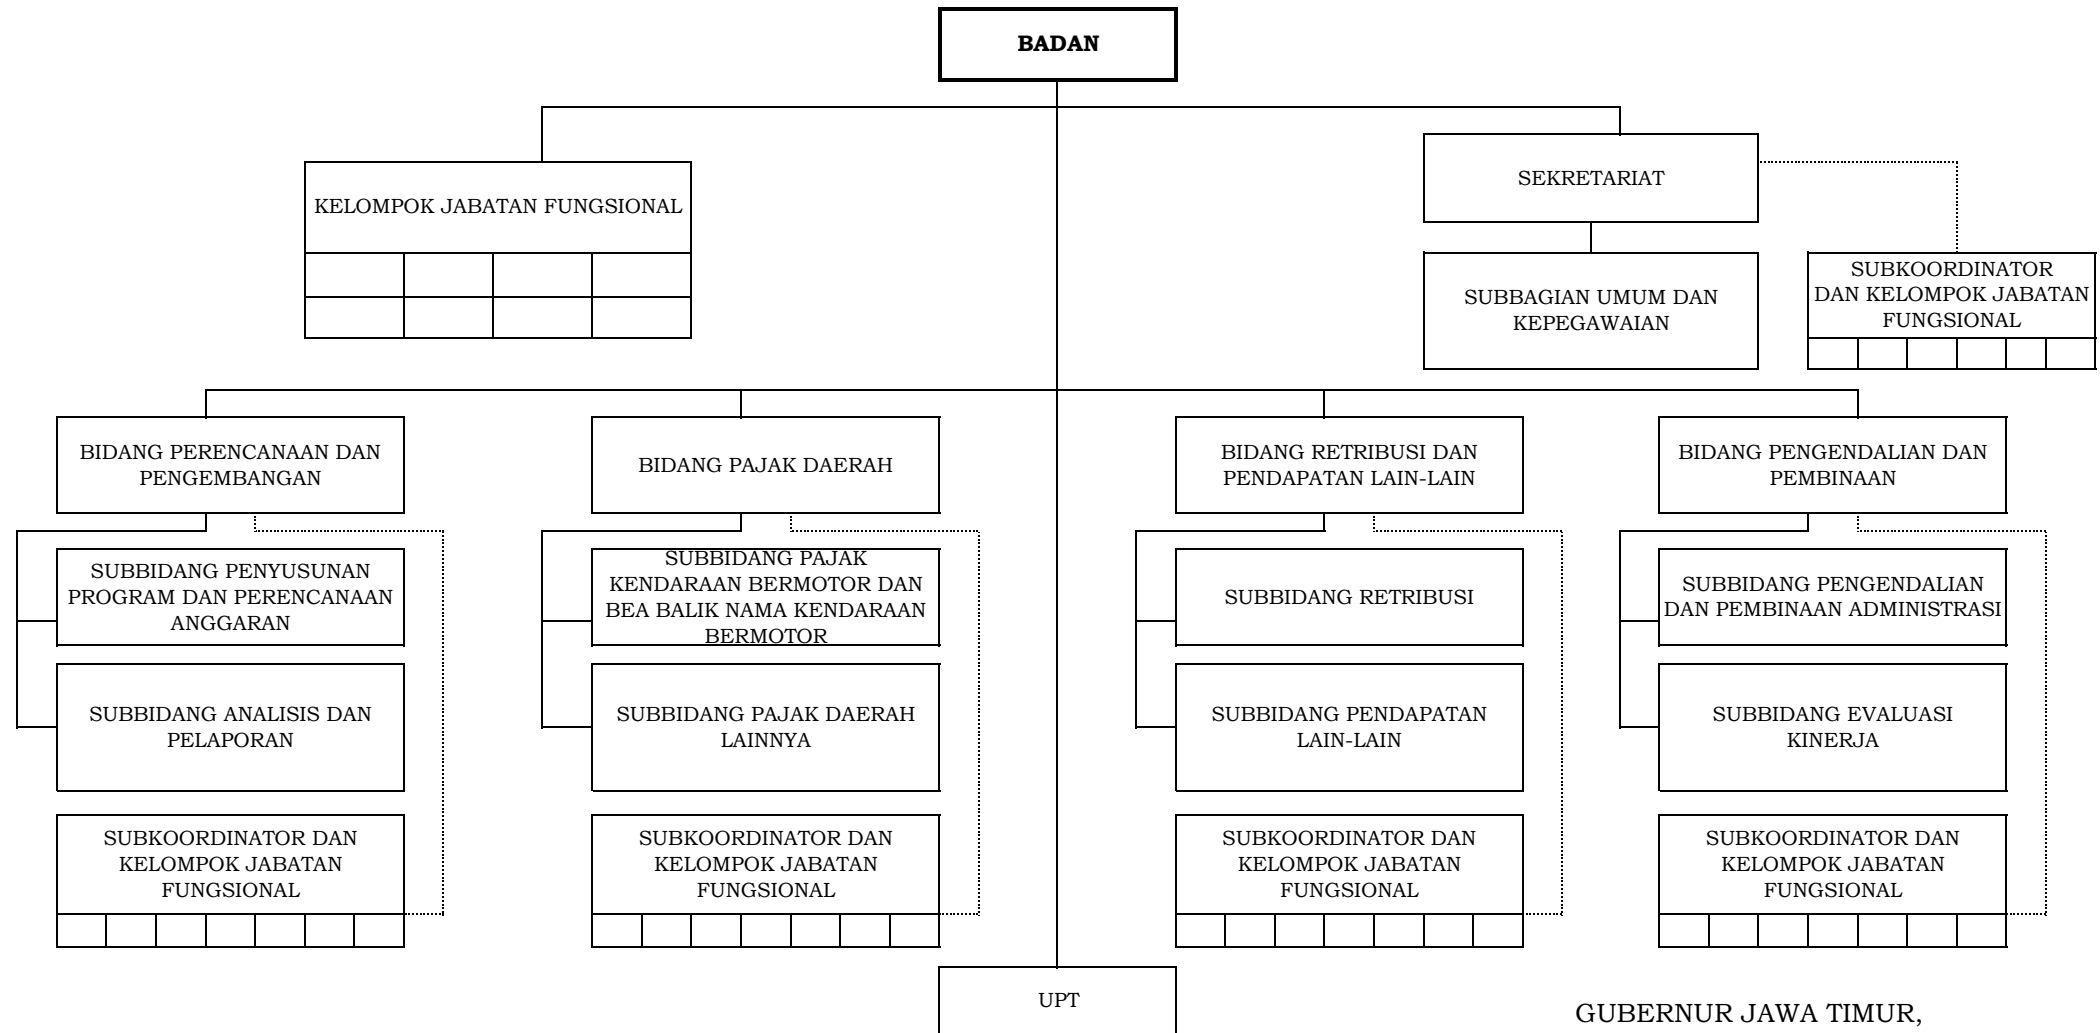 BADAN
KELOMPOK JABATAN FUNGSIONAL
SEKRETARIAT
SUBBAGIAN UMUM DAN
KEPEGAWAIAN
SUBKOORDINATOR
DAN KELOMPOK JABATAN
FUNGSIONAL
BIDANG PERENCANAAN DAN
PENGEMBANGAN
BIDANG PAJAK DAERAH
BIDANG RETRIBUSI DAN
PENDAPATAN LAIN-LAIN
BIDANG PENGENDALIAN DAN
PEMBINAAN
SUBBIDANG PENYUSUNAN
PROGRAM DAN PERENCANAAN
ANGGARAN
SUBBIDANG PAJAK
KENDARAAN BERMOTOR DAN
BEA BALIK NAMA KENDARAAN
BERMOTOR
SUBBIDANG RETRIBUSI
SUBBIDANG PENGENDALIAN
DAN PEMBINAAN ADMINISTRASI
SUBBIDANG ANALISIS DAN
PELAPORAN
SUBBIDANG PAJAK DAERAH
LAINNYA
SUBBIDANG PENDAPATAN
LAIN-LAIN
SUBBIDANG EVALUASI
KINERJA
SUBKOORDINATOR DAN
KELOMPOK JABATAN
FUNGSIONAL
SUBKOORDINATOR DAN
KELOMPOK JABATAN
FUNGSIONAL
SUBKOORDINATOR DAN
KELOMPOK JABATAN
FUNGSIONAL
SUBKOORDINATOR DAN
KELOMPOK JABATAN
FUNGSIONAL
UPT
GUBERNUR JAWA TIMUR,